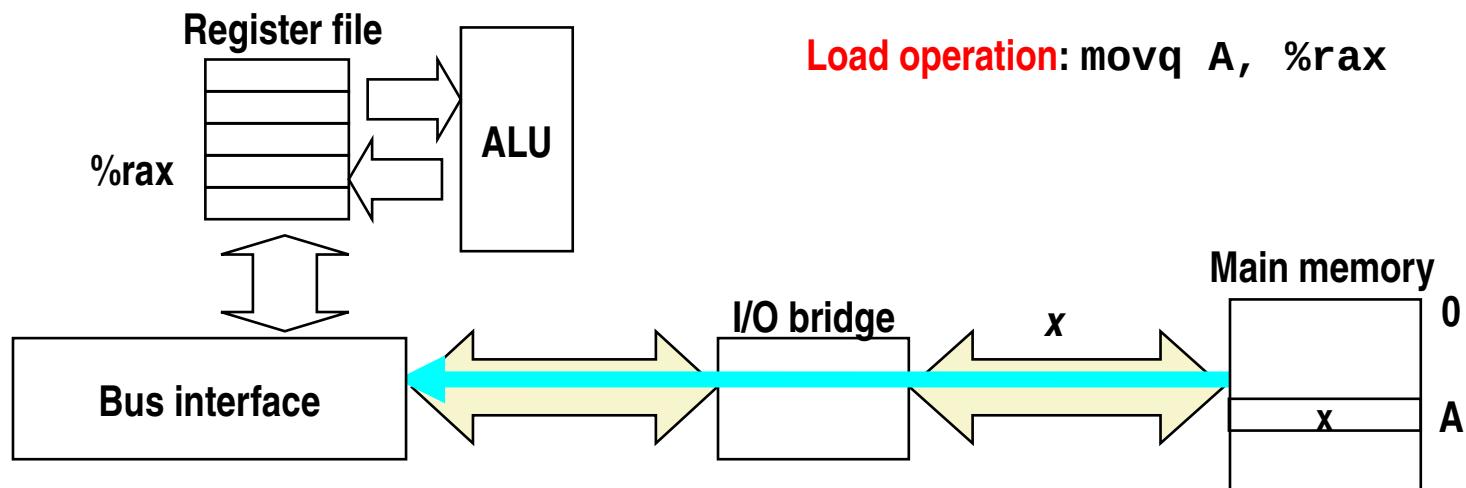 Register file
Load operation: movq A, %rax
ALU
%rax
Main memory
0
I/O bridge
x
Bus interface
x
A